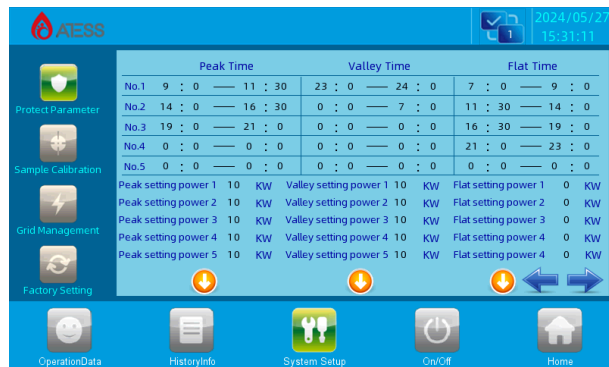 ATESS
1
2024/05/27
15:31:11
Peak Time Valley Time Flat Time
No.1 9 : 0 —— 11 : 30 23 : 0 —— 24 : 0 7 : 0 —— 9 : 0
No.2 14 : 0 —— 16 : 30 0 : 0 —— 7 : 0 11 : 30 —— 14 : 0
No.3 19 : 0 —— 21 : 0 0 : 0 —— 0 : 0 16 : 30 —— 19 : 0
No.4 0 : 0 —— 0 : 0 0 : 0 —— 0 : 0 21 : 0 —— 23 : 0
No.5 0 : 0 —— 0 : 0 0 : 0 —— 0 : 0 0 : 0 —— 0 : 0
Peak setting power 1 10 KW Valley setting power 1 10 KW Flat setting power 1 0 KW
Peak setting power 2 10 KW Valley setting power 2 10 KW Flat setting power 2 0 KW
Peak setting power 3 10 KW Valley setting power 3 10 KW Flat setting power 3 0 KW
Peak setting power 4 10 KW Valley setting power 4 10 KW Flat setting power 4 0 KW
Peak setting power 5 10 KW Valley setting power 5 10 KW Flat setting power 4 0 KW
Protect Parameter
Sample Calibration
Grid Management
Factory Setting
OperationData HistoryInfo System Setup On/Off Home